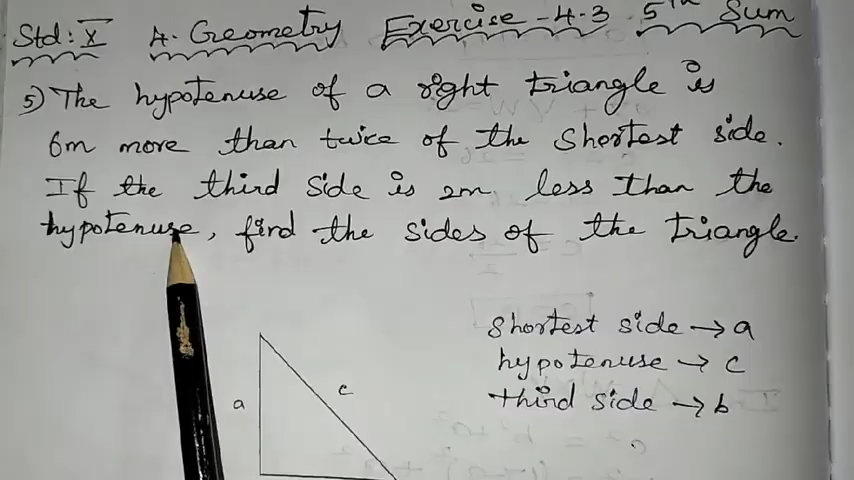 Std: X 4. Geometry Exercise - 4.3 5th Sum
5) The hypotenuse of a right triangle is
6m more than twice of the shortest side.
If the third side is 2m less than the
hypotenuse, find the sides of the triangle.
shortest side → a
hypotenuse → c
third side → b
a
c